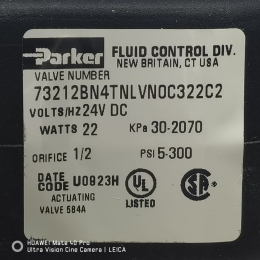 Parker
FLUID CONTROL DIV.
NEW BRITAIN, CT USA
VALVE NUMBER
73212BN4TNLVN0C322C2
VOLTS/HZ 24V DC
WATTS 22 KPa 30-2070
ORIFICE 1/2 PSI 5-300
DATE CODE U0923H
ACTUATING VALVE 584A
UL LISTED
SA
HUAWEI Mate 40 Pro
Ultra Vision Cine Camera | LEICA